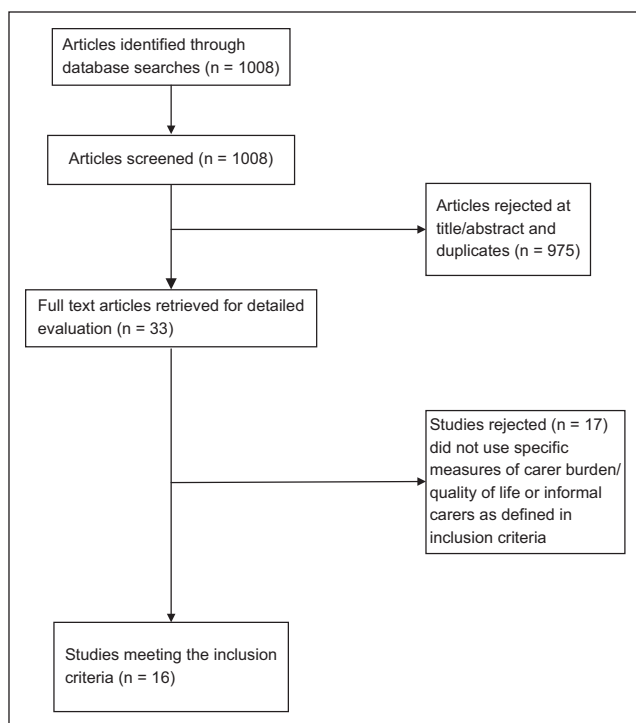 Articles identified through
database searches (n = 1008)
Articles screened (n = 1008)
Articles rejected at
title/abstract and
duplicates (n = 975)
Full text articles retrieved for detailed
evaluation (n = 33)
Studies rejected (n = 17)
did not use specific
measures of carer burden/
quality of life or informal
carers as defined in
inclusion criteria
Studies meeting the inclusion
criteria (n = 16)